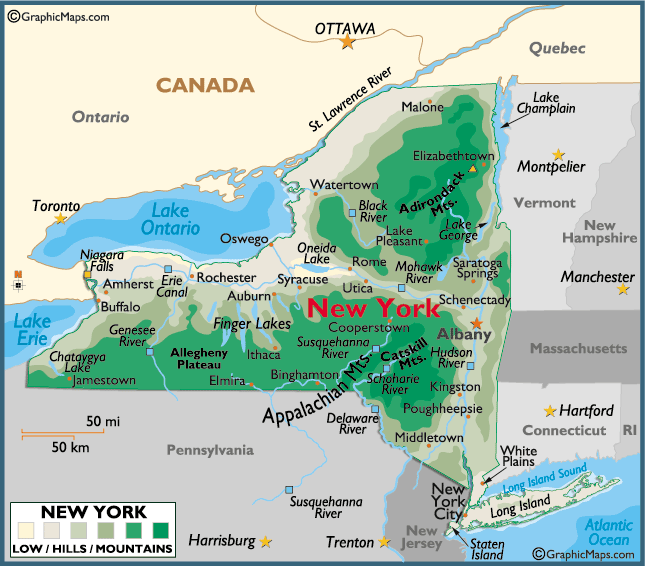 ©GraphicMaps.com
OTTAWA
Quebec
CANADA
Ontario
St. Lawrence River
Malone
Lake
Champlain
Elizabethtown
Montpelier
Toronto
Watertown
Adirondack
Mts.
Vermont
Lake
Ontario
Black
River
New
Hampshire
Oswego
Lake
Pleasant
Lake
George
Oneida
Lake
Niagara
Falls
Rome
Mohawk
River
Saratoga
Springs
Manchester
N
Amherst
Erie
Canal
Rochester
Syracuse
Utica
Buffalo
Auburn
New York
Schenectady
Lake
Erie
Genesee
River
Finger Lakes
Cooperstown
Albany
Massachusetts
Chataygya
Lake
Allegheny
Plateau
Ithaca
Susquehanna
River
Catskill
Mts.
Hudson
River
Jamestown
Elmira
Binghamton
Appalachian Mts.
Schoharie
River
Kingston
50 mi
50 km
Delaware
River
Poughheepsie
Hartford
Connecticut
RI
Pennsylvania
Middletown
White
Plains
Long Island Sound
New
York
City
Long Island
Susquehanna
River
NEW YORK
LOW / HILLS / MOUNTAINS
Harrisburg
Trenton
New
Jersey
Staten
Island
Atlantic
Ocean
©GraphicMaps.com